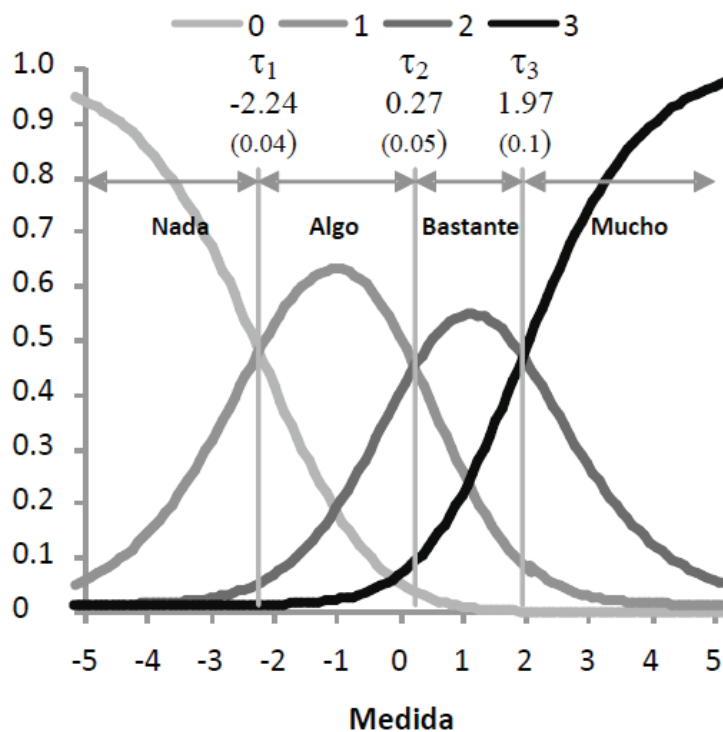 0 1 2 3
τ1 τ2 τ3
-2.24 0.27 1.97
(0.04) (0.05) (0.1)
1.0
0.9
0.8
0.7
0.6
0.5
0.4
0.3
0.2
0.1
0
Nada Algo Bastante Mucho
-5 -4 -3 -2 -1 0 1 2 3 4 5
Medida